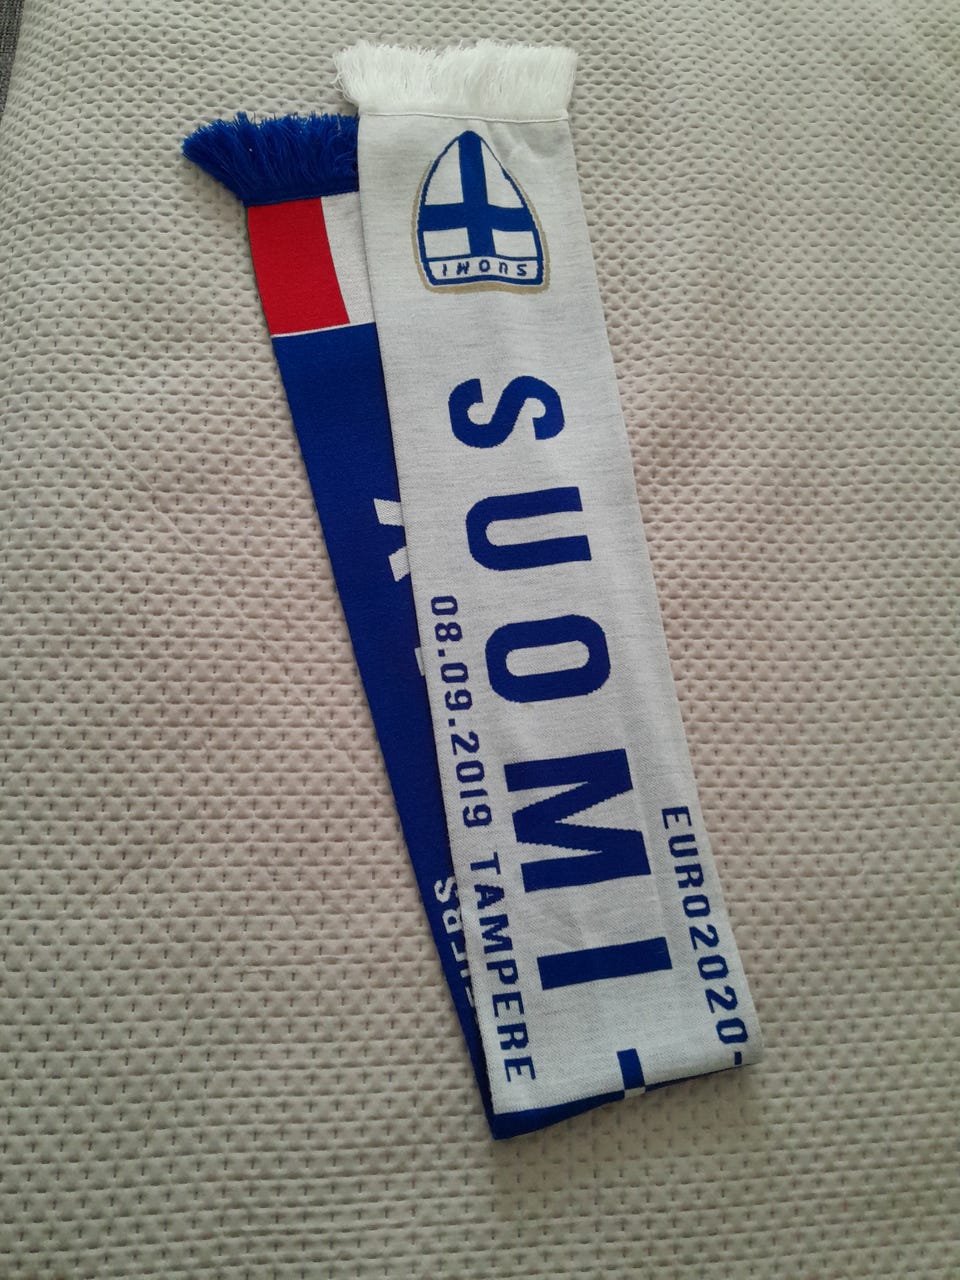 SUOMI
SUOMI
08.09.2019 TAMPERE
EURO2020-